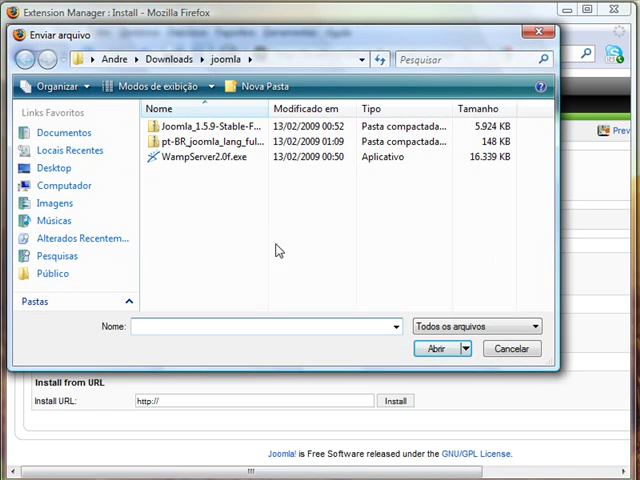 Extension Manager : Install - Mozilla Firefox
Enviar arquivo
Andre Downloads joomla
Pesquisar
Organizar Modos de exibição Nova Pasta
Links Favoritos
Documentos
Locais Recentes
Desktop
Computador
Imagens
Músicas
Alterados Recentem...
Pesquisas
Público
Pastas
Nome Modificado em Tipo Tamanho
Joomla_1.5.9-Stable-F... 13/02/2009 00:52 Pasta compactada... 5.924 KB
pt-BR_joomla_lang_ful... 13/02/2009 01:09 Pasta compactada... 148 KB
WampServer2.0f.exe 13/02/2009 00:50 Aplicativo 16.339 KB
Prev
Nome: Todos os arquivos
Abrir Cancelar
Install from URL
Install URL: http:// Install
Joomla! is Free Software released under the GNU/GPL License.